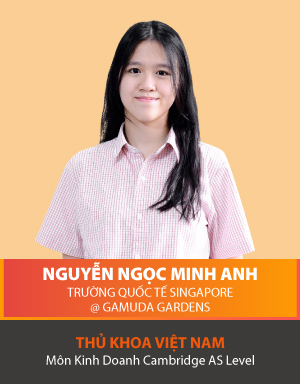 NGUYỄN NGỌC MINH ANH
TRƯỜNG QUỐC TẾ SINGAPORE
@ GAMUDA GARDENS
THỦ KHOA VIỆT NAM
Môn Kinh Doanh Cambridge AS Level